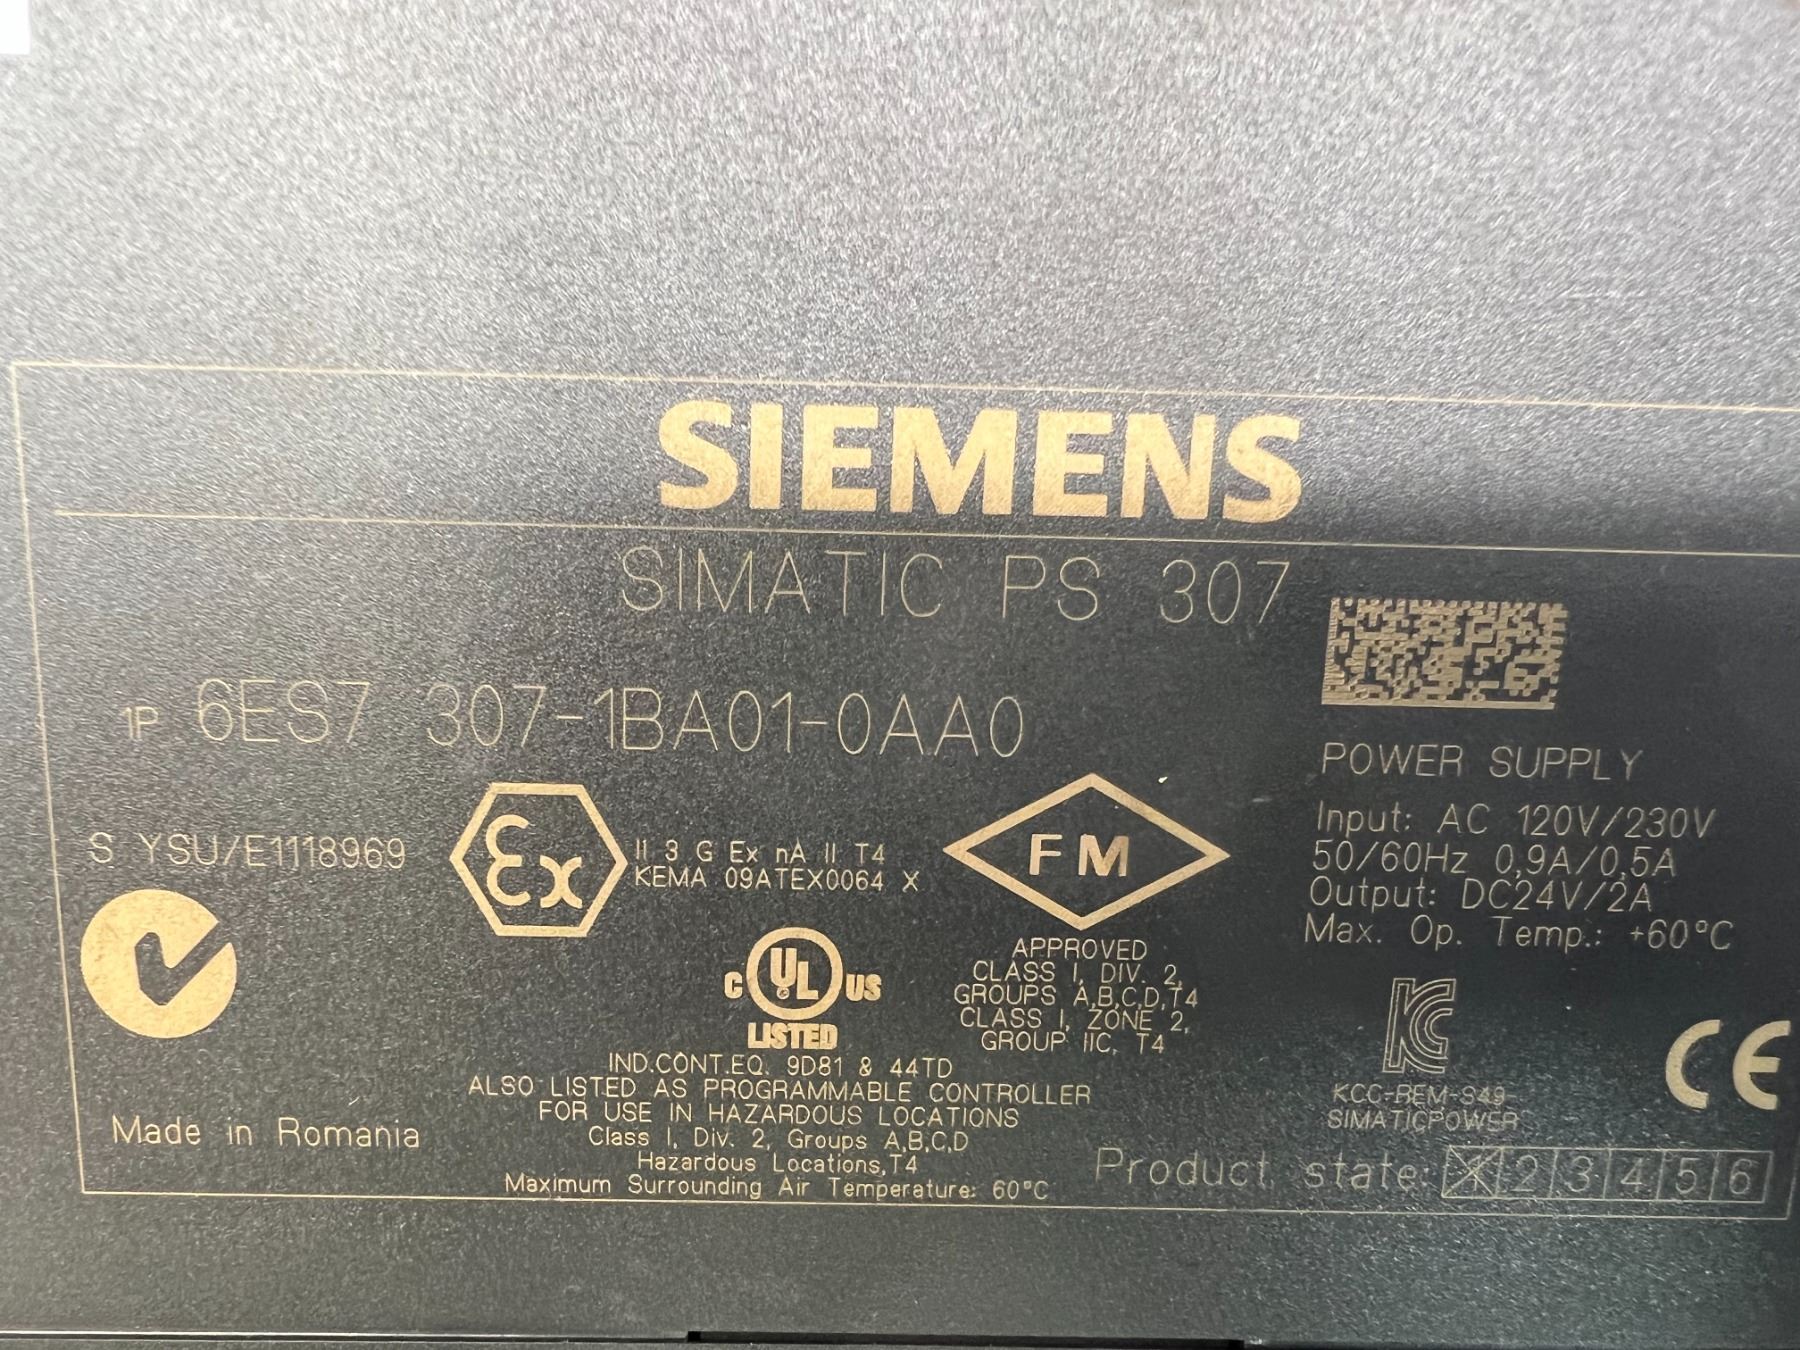 SIEMENS
SIMATIC PS 307
1P 6ES7 307-1BA01-0AA0
S YSU/E1118969
Ex
II 3 G Ex nA II T4
KEMA 09ATEX0064 X
FM
APPROVED
CLASS I, DIV. 2,
GROUPS A,B,C,D,T4
CLASS I, ZONE 2,
GROUP IIC, T4
POWER SUPPLY
Input: AC 120V/230V
50/60Hz 0,9A/0,5A
Output: DC24V/2A
Max. Op. Temp.: +60°C
C UL US
LISTED
IND.CONT.EQ. 9D81 & 44TD
ALSO LISTED AS PROGRAMMABLE CONTROLLER
FOR USE IN HAZARDOUS LOCATIONS
Class I, Div. 2, Groups A,B,C,D
Hazardous Locations,T4
Maximum Surrounding Air Temperature: 60°C
KC
KCC-REM-S49-
SIMATICPOWER
CE
Made in Romania
Product state: X 2 3 4 5 6